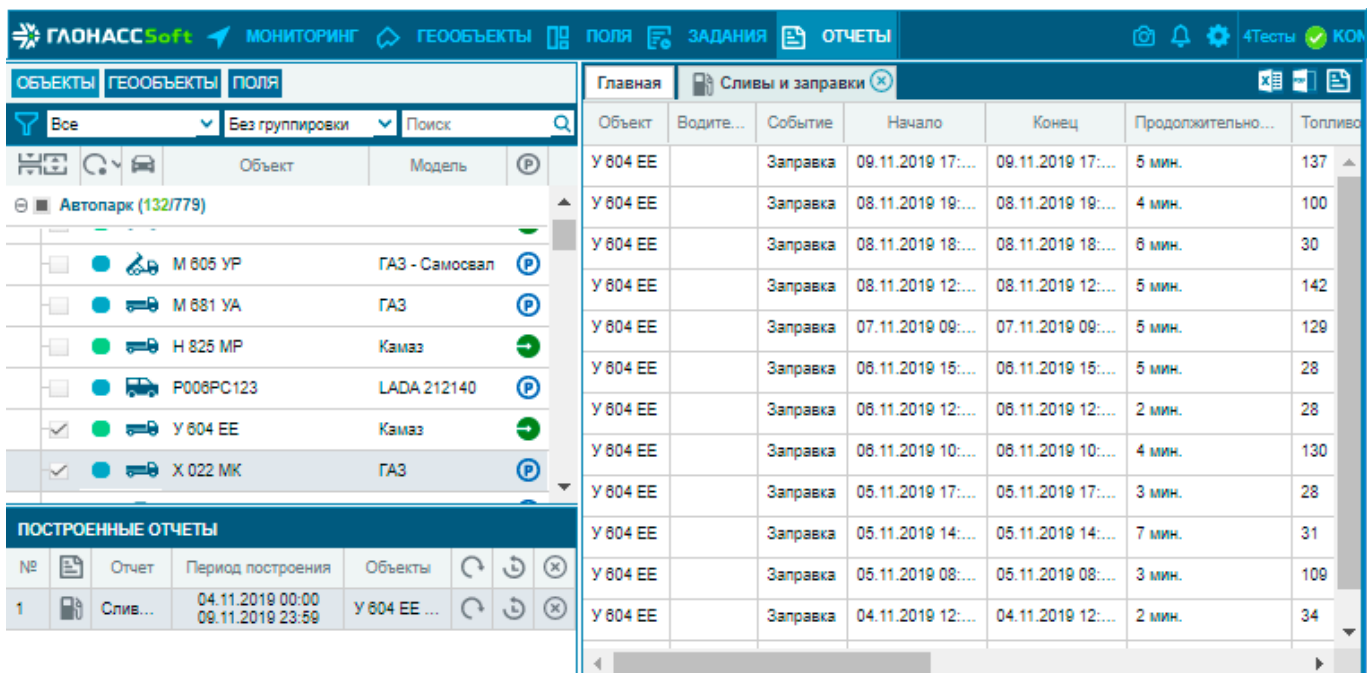 ГЛОНАССSoft МОНИТОРИНГ ГЕООБЪЕКТЫ ПОЛЯ ЗАДАНИЯ ОТЧЕТЫ 4Тесты
ОБЪЕКТЫ ГЕООБЪЕКТЫ ПОЛЯ
Все Без группировки Поиск
Объект Модель P
Автопарк (132/779)
М 605 УР ГАЗ - Самосвал P
М 681 УА ГАЗ P
Н 825 МР Камаз
Р006РС123 LADA 212140 P
У 604 ЕЕ Камаз
Х 022 МК ГАЗ P
ПОСТРОЕННЫЕ ОТЧЕТЫ
№ Отчет Период построения Объекты
1 Слив... 04.11.2019 00:00 У 604 ЕЕ ...
09.11.2019 23:59
Главная Сливы и заправки
Объект Водите... Событие Начало Конец Продолжительно... Топливо
У 604 ЕЕ Заправка 09.11.2019 17:... 09.11.2019 17:... 5 мин. 137
У 604 ЕЕ Заправка 08.11.2019 19:... 08.11.2019 19:... 4 мин. 100
У 604 ЕЕ Заправка 08.11.2019 18:... 08.11.2019 18:... 6 мин. 30
У 604 ЕЕ Заправка 08.11.2019 12:... 08.11.2019 12:... 5 мин. 142
У 604 ЕЕ Заправка 07.11.2019 09:... 07.11.2019 09:... 5 мин. 129
У 604 ЕЕ Заправка 06.11.2019 15:... 06.11.2019 15:... 5 мин. 28
У 604 ЕЕ Заправка 06.11.2019 12:... 06.11.2019 12:... 2 мин. 28
У 604 ЕЕ Заправка 06.11.2019 10:... 06.11.2019 10:... 4 мин. 130
У 604 ЕЕ Заправка 05.11.2019 17:... 05.11.2019 17:... 3 мин. 28
У 604 ЕЕ Заправка 05.11.2019 14:... 05.11.2019 14:... 7 мин. 31
У 604 ЕЕ Заправка 05.11.2019 08:... 05.11.2019 08:... 3 мин. 109
У 604 ЕЕ Заправка 04.11.2019 12:... 04.11.2019 12:... 2 мин. 34